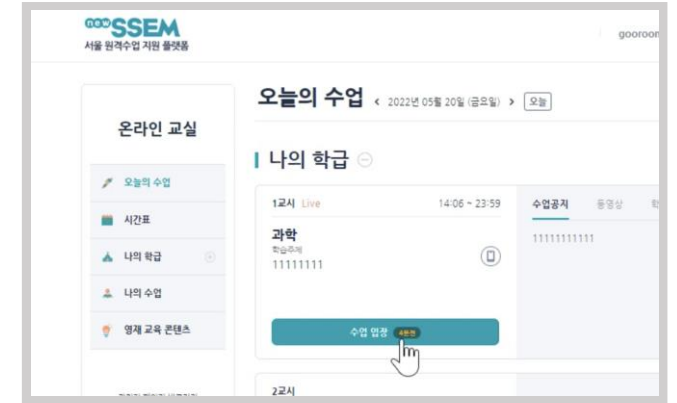 new SSEM
서울 원격수업 지원 플랫폼
gooroom
온라인 교실
오늘의 수업
시간표
나의 학급
나의 수업
영재 교육 콘텐츠
오늘의 수업 < 2022년 05월 20일 (금요일) > 오늘
나의 학급
1교시 Live 14:06 ~ 23:59
과학
학습주제
11111111
수업 입장 4분전
수업공지 동영상
11111111111
2교시